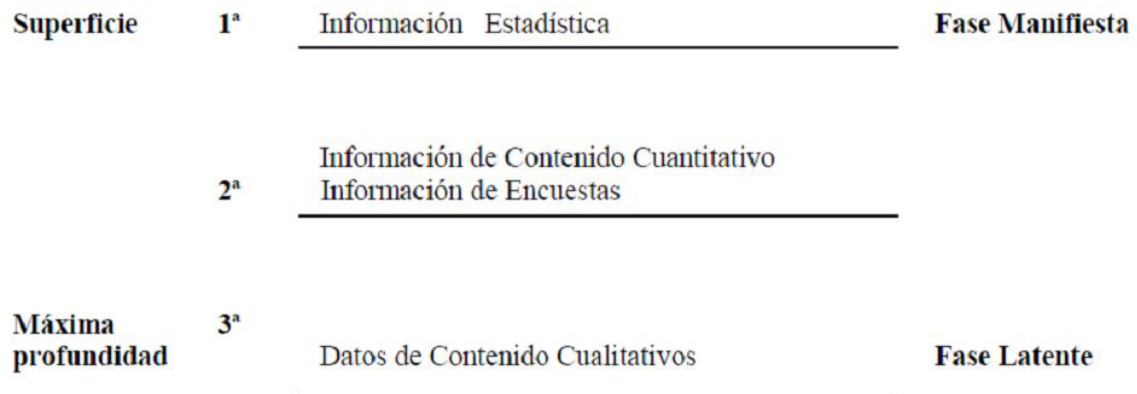 Superficie 1ª Información Estadística Fase Manifiesta
Información de Contenido Cuantitativo
2ª Información de Encuestas
Máxima 3ª
profundidad Datos de Contenido Cualitativos Fase Latente